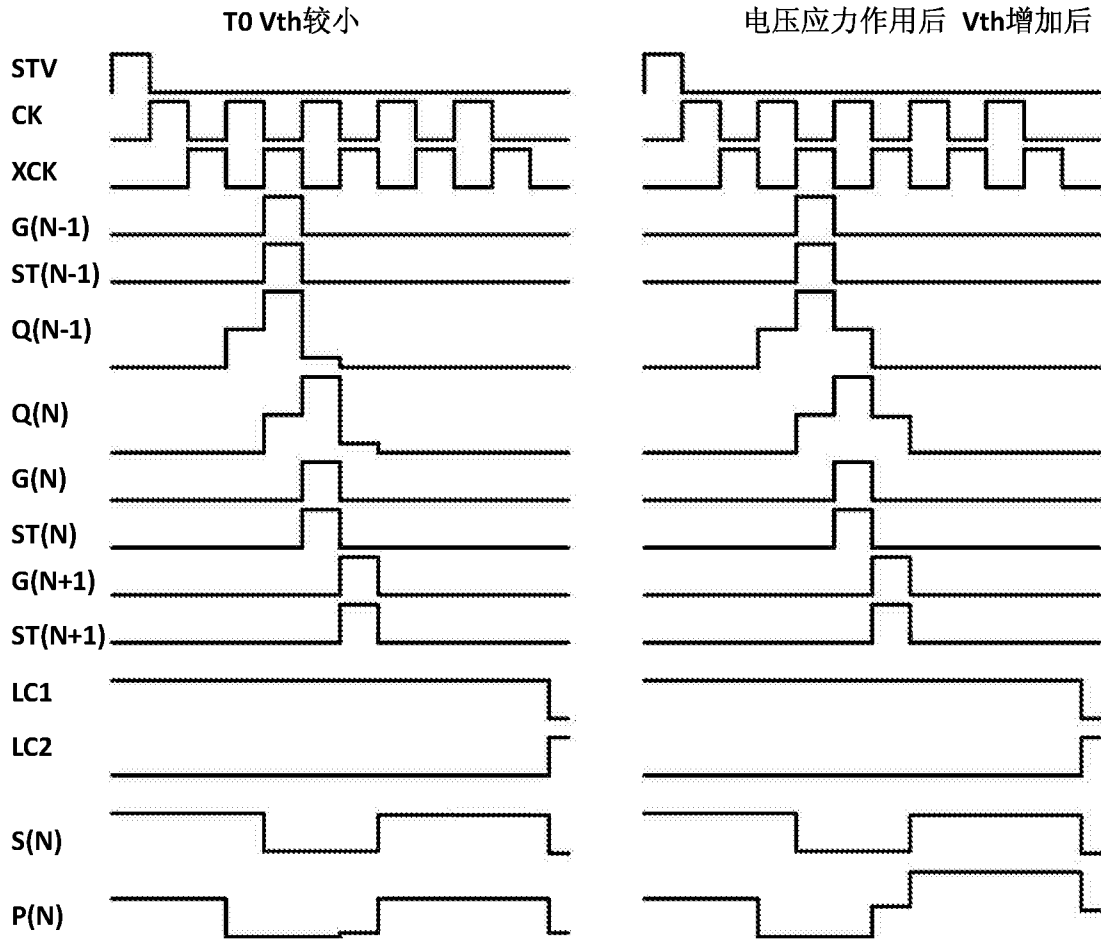 T0 Vth较小
电压应力作用后 Vth增加后
STV
CK
XCK
G(N-1)
ST(N-1)
Q(N-1)
Q(N)
G(N)
ST(N)
G(N+1)
ST(N+1)
LC1
LC2
S(N)
P(N)